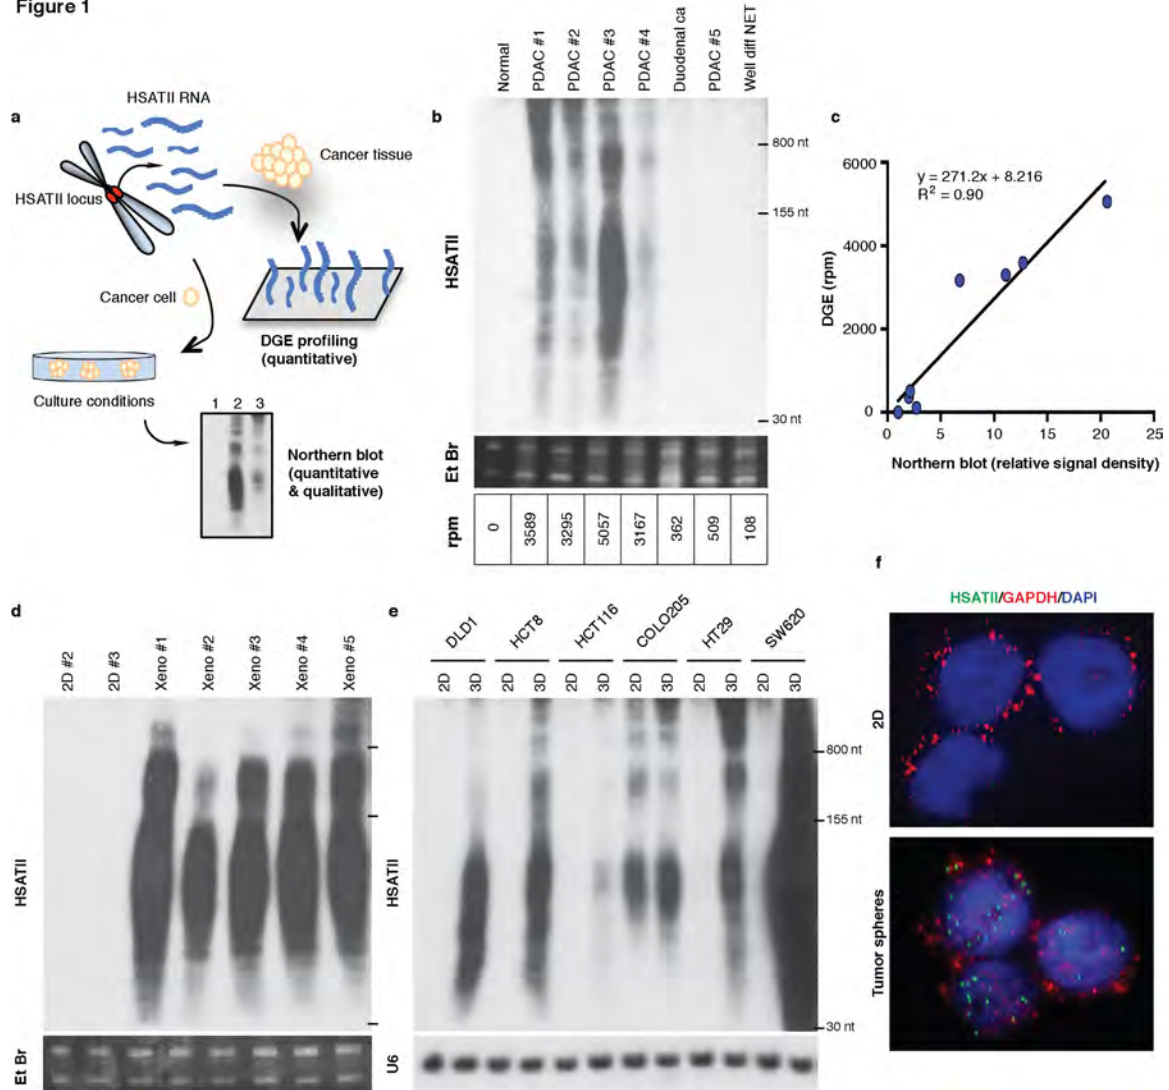 Figure 1
a
HSATII RNA
Cancer tissue
HSATII locus
Cancer cell
DGE profiling
(quantitative)
Culture conditions
1 2 3
Northern blot
(quantitative
& qualitative)
b
Normal
PDAC #1
PDAC #2
PDAC #3
PDAC #4
Duodenal ca
PDAC #5
Well diff NET
HSATII
800 nt
155 nt
30 nt
Et Br
rpm
0
3589
3295
5057
3167
362
509
108
c
y = 271.2x + 8.216
R² = 0.90
DGE (rpm)
6000
4000
2000
0
0 5 10 15 20 25
Northern blot (relative signal density)
d
2D #2
2D #3
Xeno #1
Xeno #2
Xeno #3
Xeno #4
Xeno #5
HSATII
Et Br
e
DLD1
HCT8
HCT116
COLO205
HT29
SW620
2D 3D 2D 3D 2D 3D 2D 3D 2D 3D 2D 3D
HSATII
800 nt
155 nt
30 nt
U6
f
HSATII/GAPDH/DAPI
2D
Tumor spheres